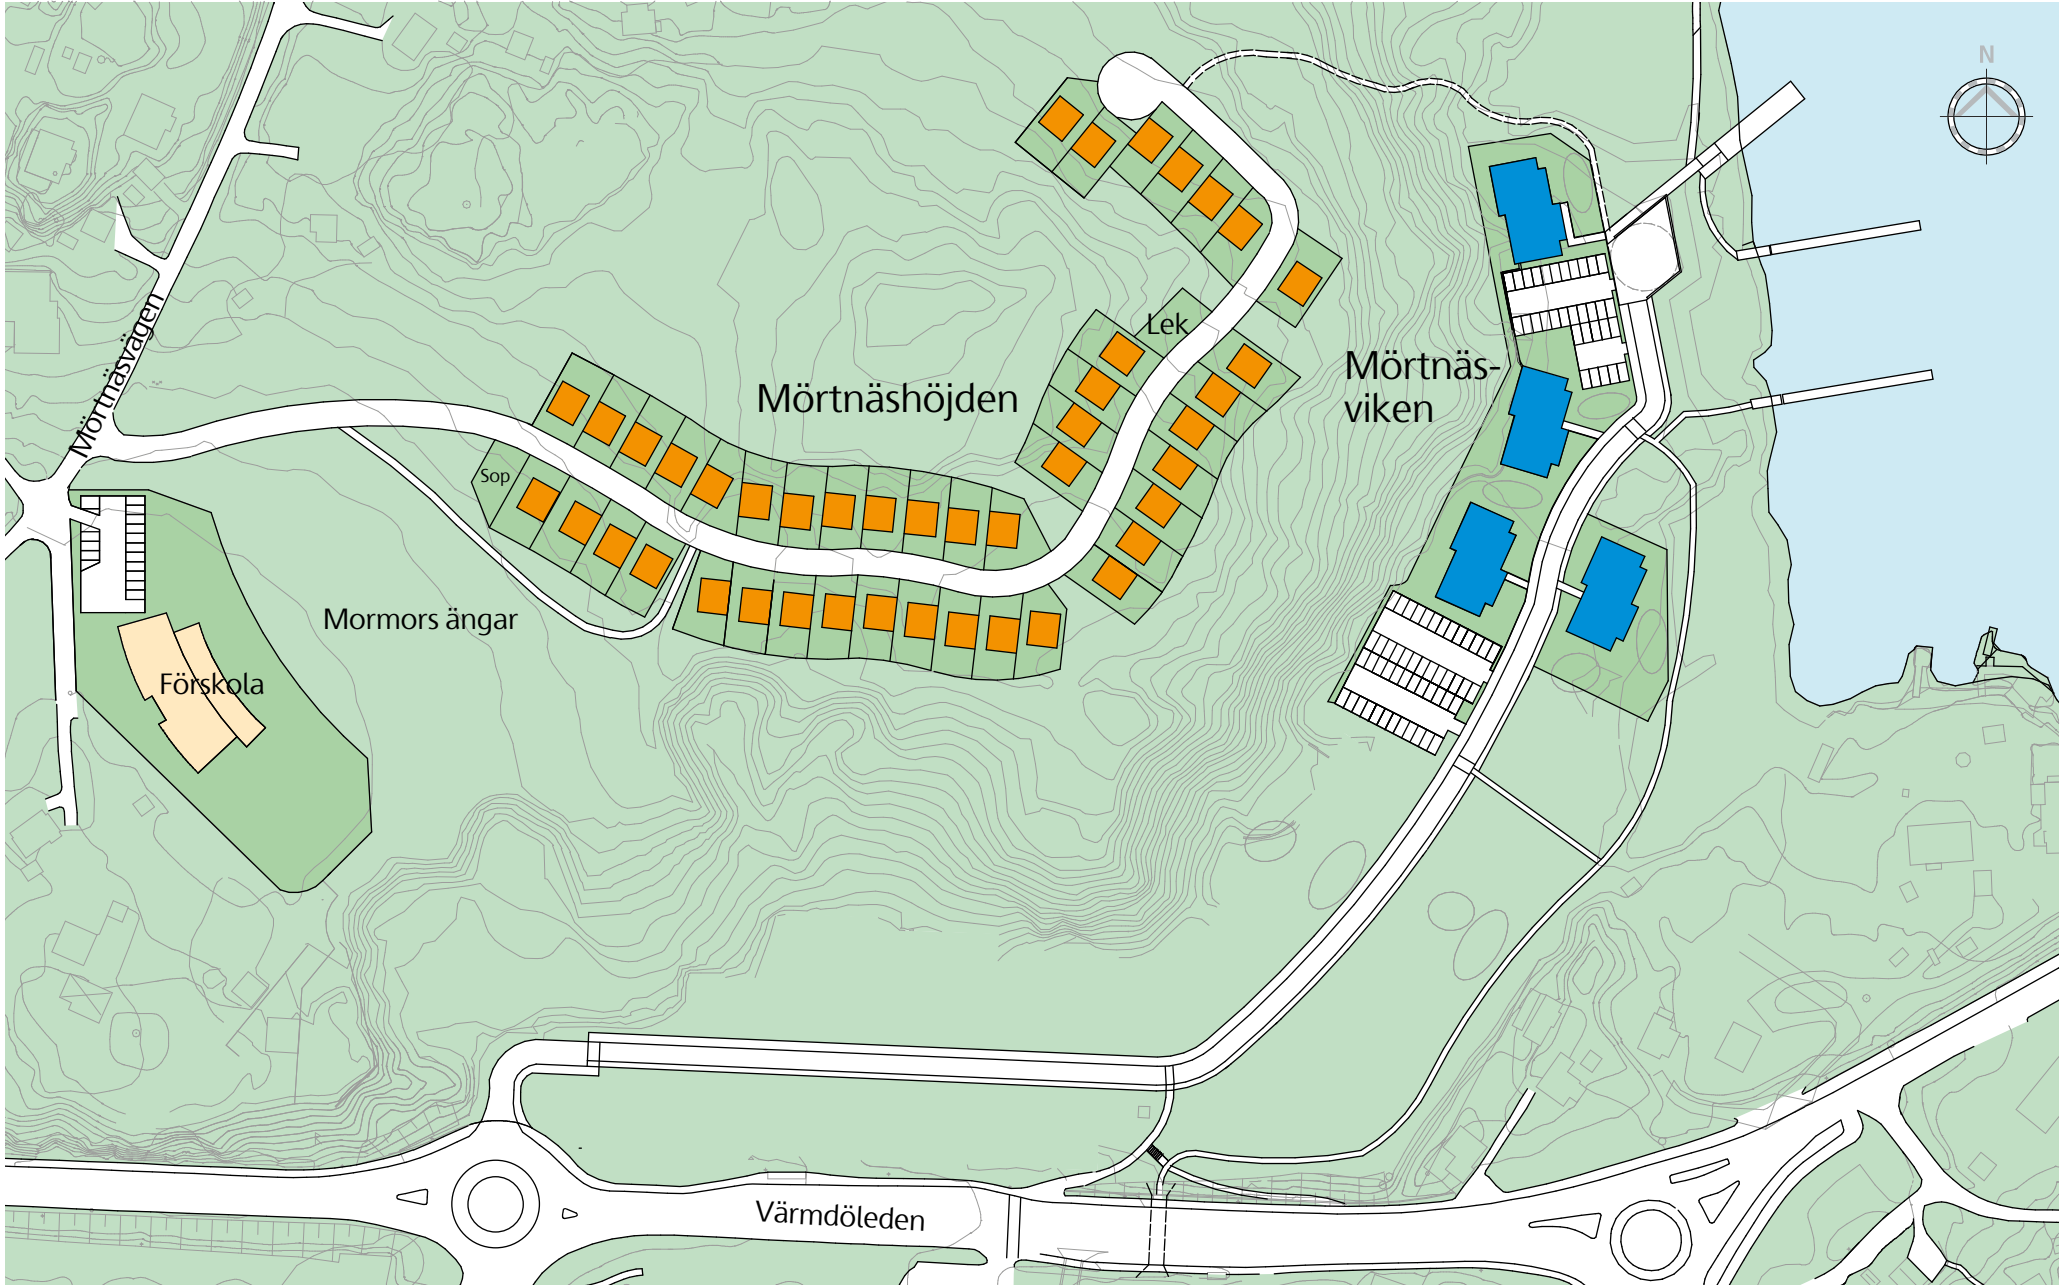 N
Mörtnäsvägen
Lek
Mörtnäshöjden
Mörtnäs-
viken
Sop
Mormors ängar
Förskola
Värmdöleden